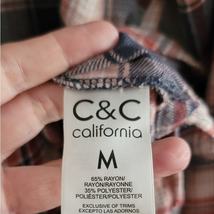 C&C
california
M
65% RAYON/
RAYON/RAYONNE
35% POLYESTER/
POLIÉSTER/POLYESTER
EXCLUSIVE OF TRIMS
EXCEPTO LAS ADORNOS